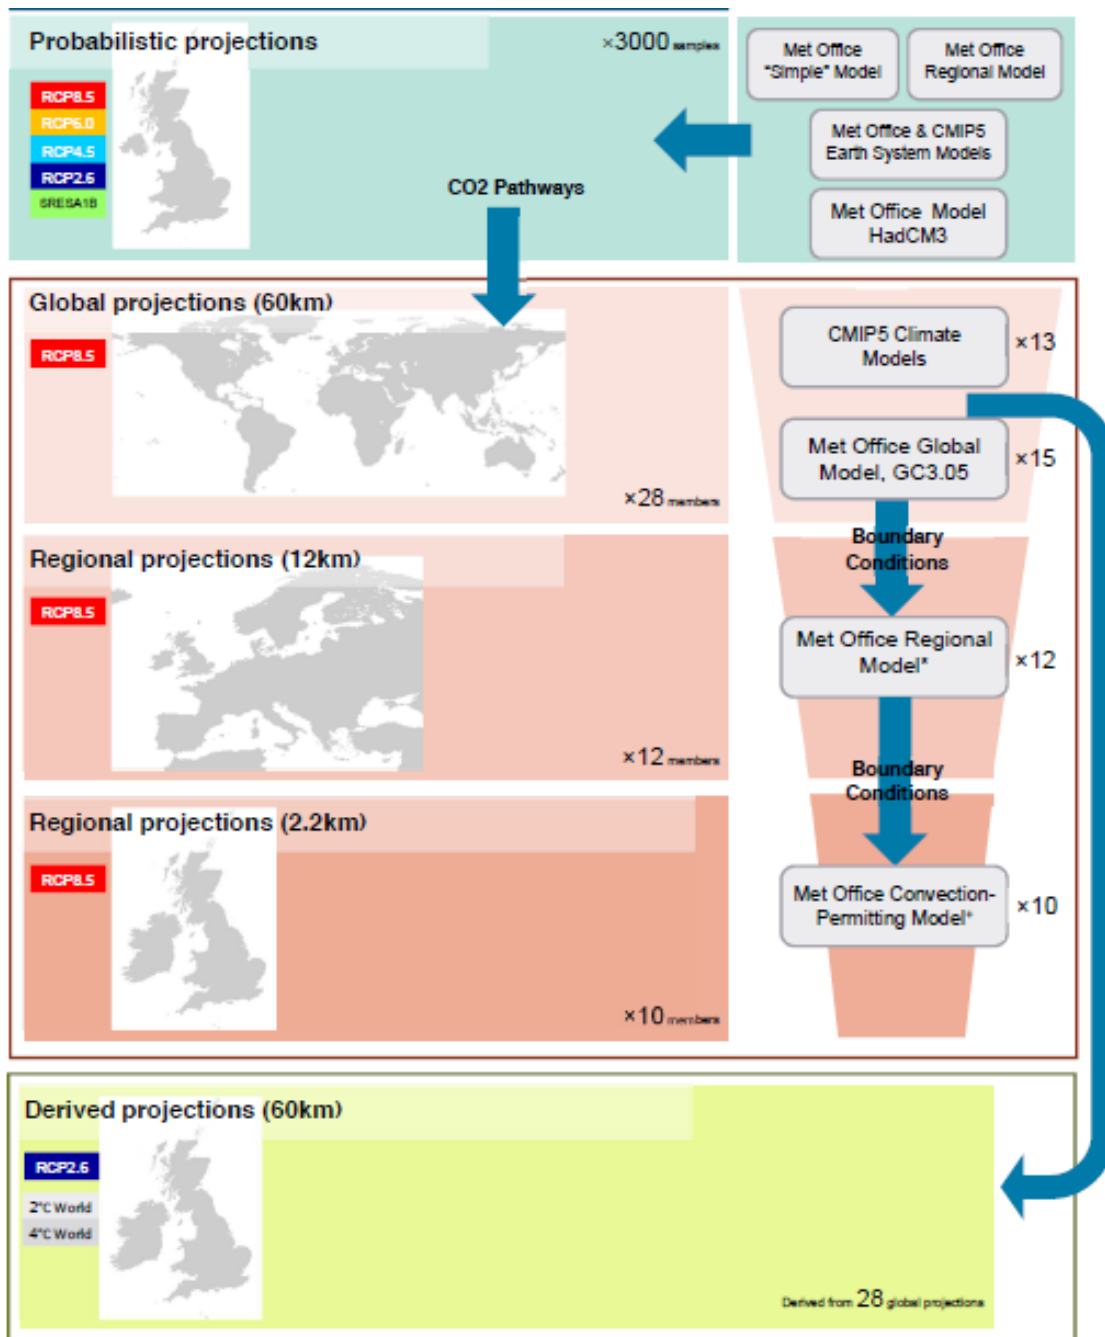 Probabilistic projections
×3000 samples
RCP8.5
RCP6.0
RCP4.5
RCP2.6
SRESA1B
CO2 Pathways
Met Office
"Simple" Model
Met Office
Regional Model
Met Office & CMIP5
Earth System Models
Met Office Model
HadCM3
Global projections (60km)
RCP8.5
×28 members
CMIP5 Climate
Models
×13
Met Office Global
Model, GC3.05
×15
Boundary
Conditions
Regional projections (12km)
RCP8.5
×12 members
Met Office Regional
Model*
×12
Boundary
Conditions
Regional projections (2.2km)
RCP8.5
×10 members
Met Office Convection-
Permitting Model*
×10
Derived projections (60km)
RCP2.6
2°C World
4°C World
Derived from 28 global projections